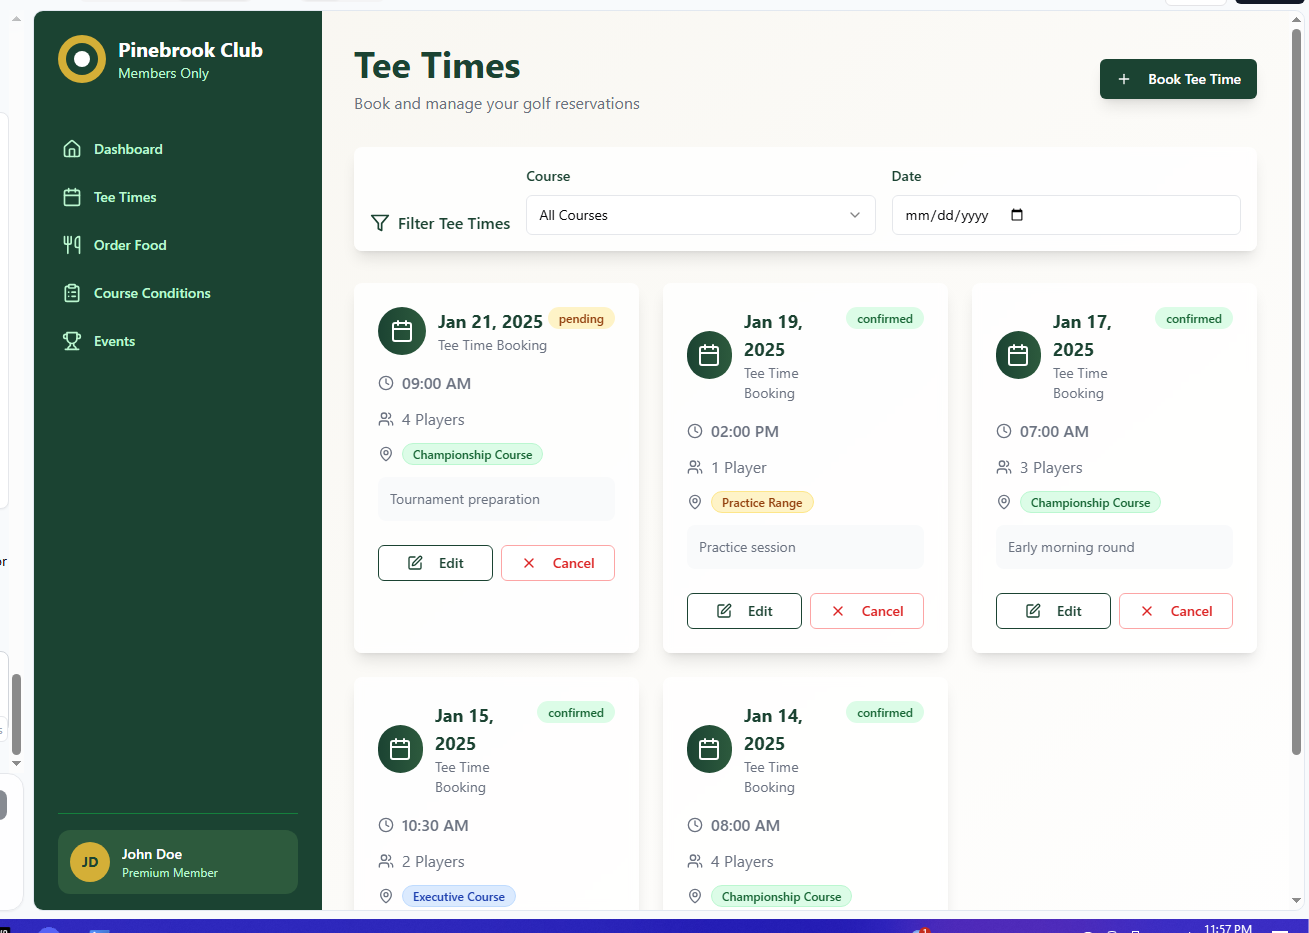 Pinebrook Club
Members Only
Dashboard
Tee Times
Order Food
Course Conditions
Events
JD
John Doe
Premium Member
Tee Times
Book and manage your golf reservations
Book Tee Time
Filter Tee Times
Course
All Courses
Date
mm/dd/yyyy
Jan 21, 2025
pending
Tee Time Booking
09:00 AM
4 Players
Championship Course
Tournament preparation
Edit
Cancel
Jan 19,
2025
confirmed
Tee Time
Booking
02:00 PM
1 Player
Practice Range
Practice session
Edit
Cancel
Jan 17,
2025
confirmed
Tee Time
Booking
07:00 AM
3 Players
Championship Course
Early morning round
Edit
Cancel
Jan 15,
2025
confirmed
Tee Time
Booking
10:30 AM
2 Players
Executive Course
Jan 14,
2025
confirmed
Tee Time
Booking
08:00 AM
4 Players
Championship Course
or
1
11:57 PM